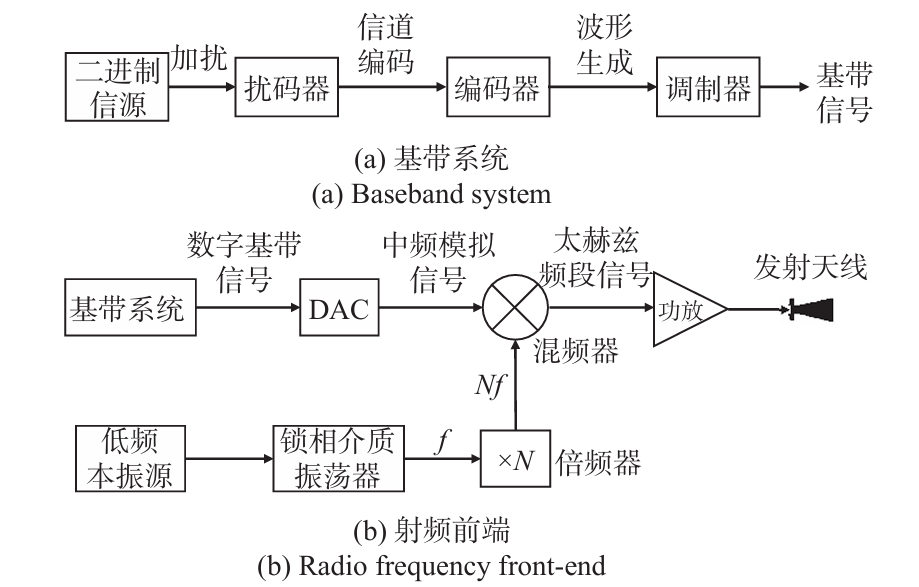 二进制
信源
加扰
扰码器
信道
编码
编码器
波形
生成
调制器
基带
信号
(a) 基带系统
(a) Baseband system
基带系统
数字基带
信号
DAC
中频模拟
信号
混频器
太赫兹
频段信号
功放
发射天线
Nf
低频
本振源
锁相介质
振荡器
f
×N
倍频器
(b) 射频前端
(b) Radio frequency front-end